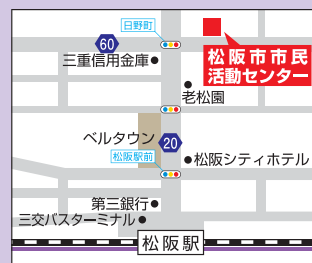 日野町
60
三重信用金庫
松阪市市民
活動センター
老松園
ベルタウン
20
松阪駅前
松阪シティホテル
第三銀行
三交バスターミナル
松阪駅